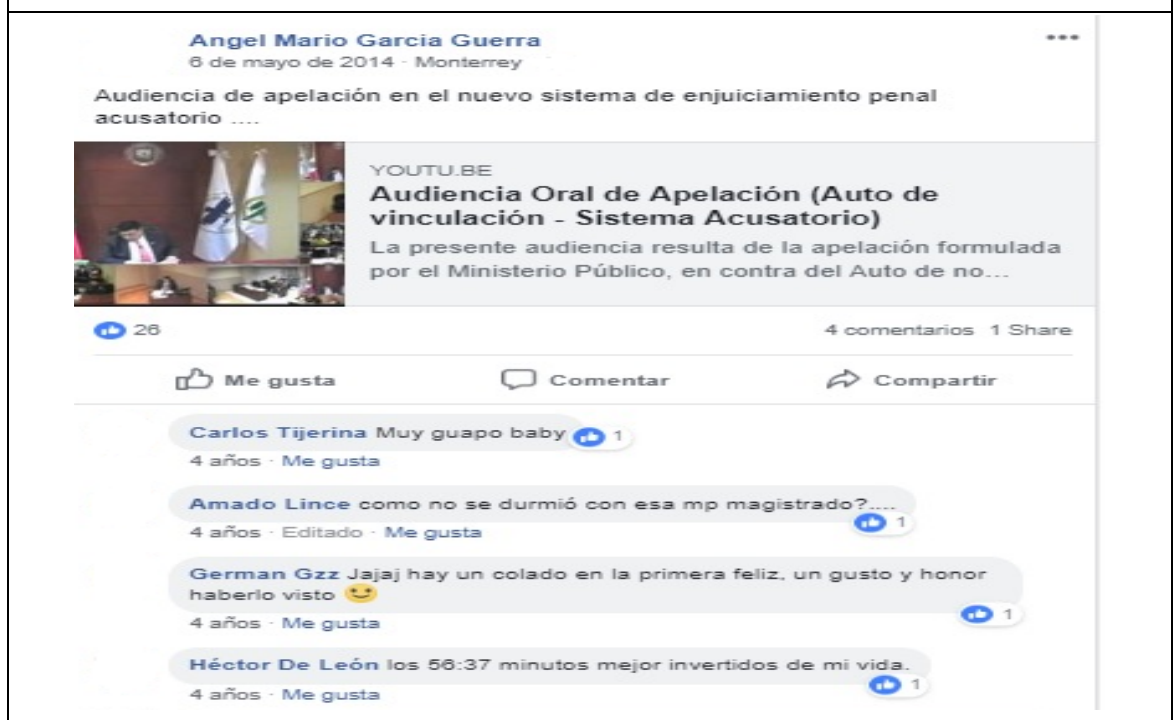 Angel Mario Garcia Guerra
6 de mayo de 2014 · Monterrey
Audiencia de apelación en el nuevo sistema de enjuiciamiento penal
acusatorio ....
YOUTU.BE
Audiencia Oral de Apelación (Auto de
vinculación - Sistema Acusatorio)
La presente audiencia resulta de la apelación formulada
por el Ministerio Público, en contra del Auto de no...
26
4 comentarios 1 Share
Me gusta Comentar Compartir
Carlos Tijerina Muy guapo baby 1
4 años · Me gusta
Amado Lince como no se durmió con esa mp magistrado?....
1
4 años · Editado · Me gusta
German Gzz Jajaj hay un colado en la primera feliz, un gusto y honor
haberlo visto
1
4 años · Me gusta
Héctor De León los 56:37 minutos mejor invertidos de mi vida.
1
4 años · Me gusta